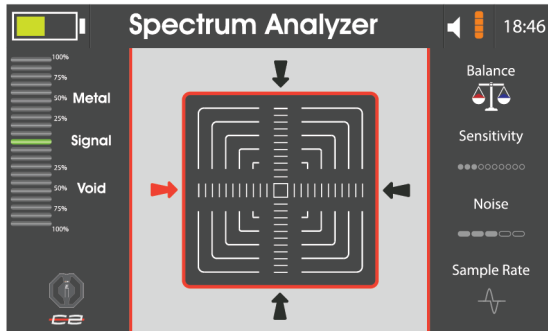 Spectrum Analyzer
18:46
100%
75%
50%
Metal
25%
Signal
25%
50%
Void
75%
100%
Balance
Sensitivity
Noise
Sample Rate